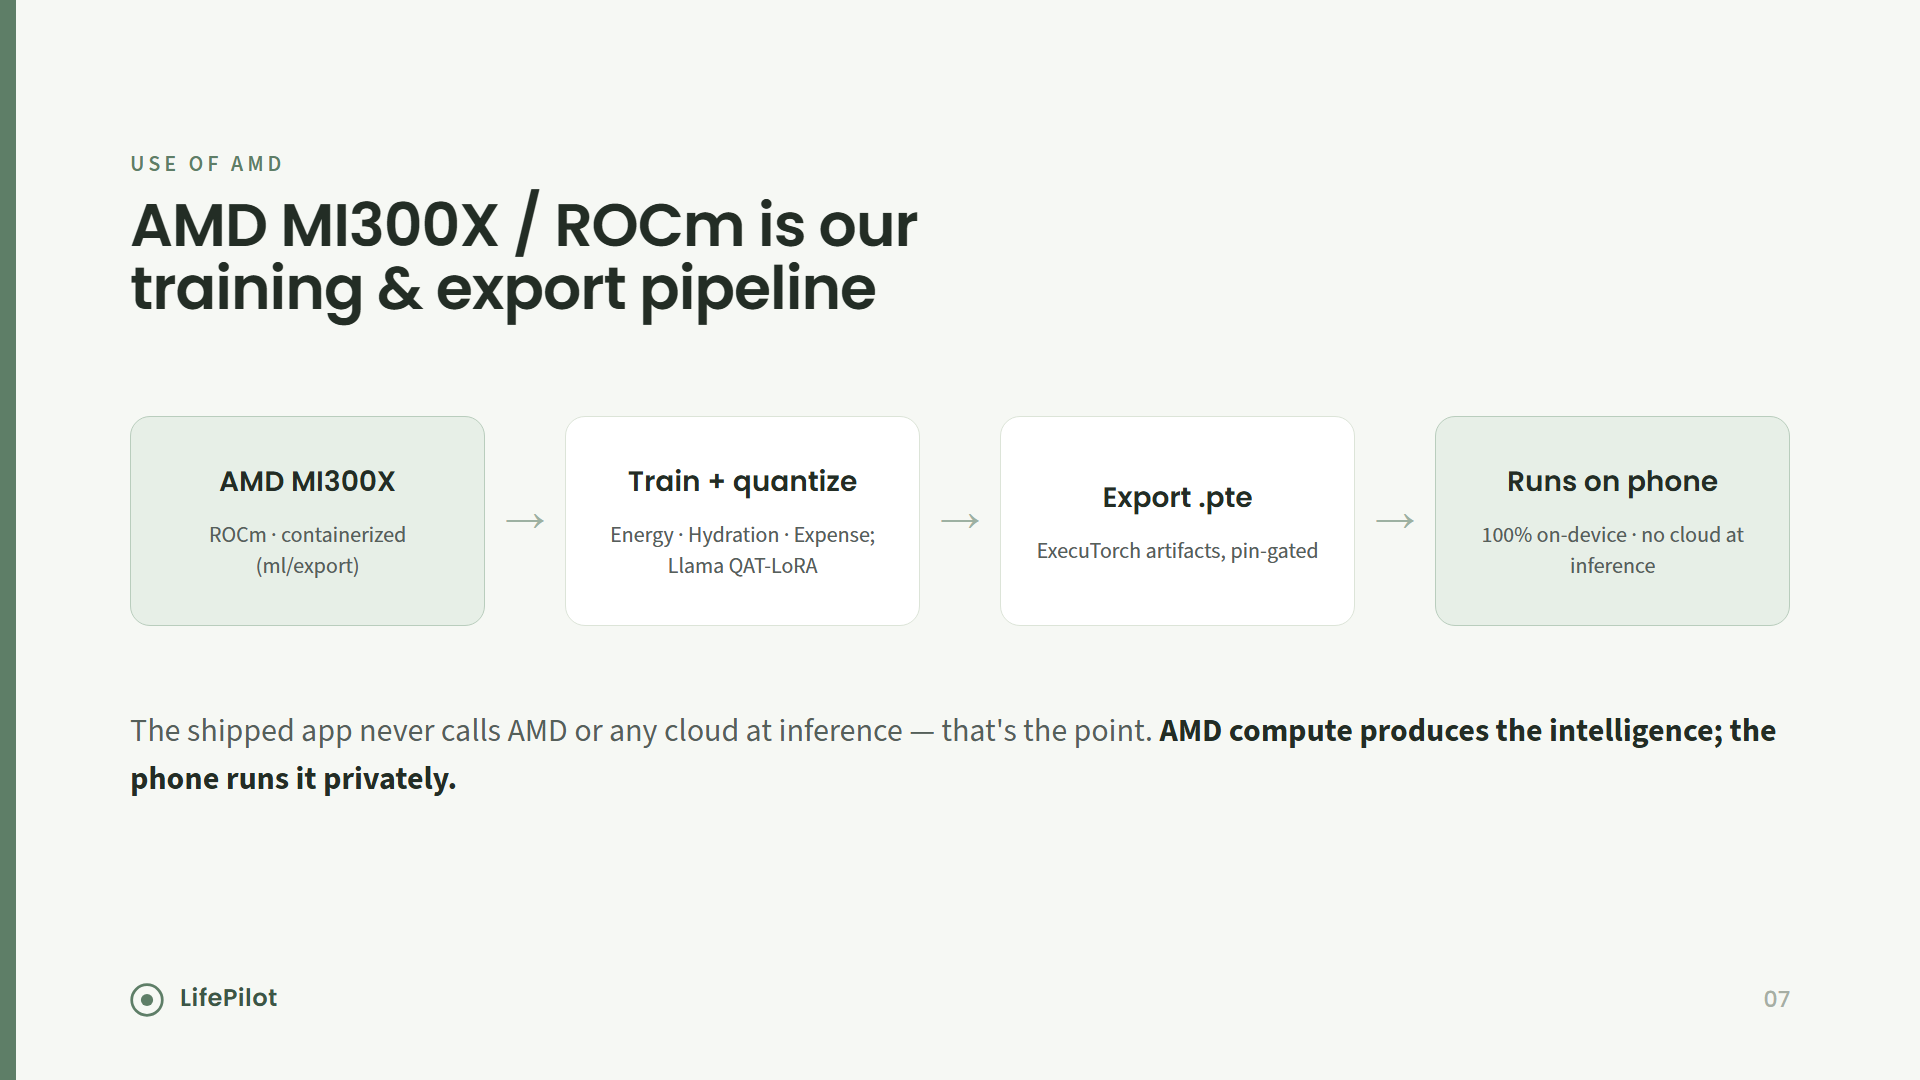 USE OF AMD
AMD MI300X / ROCm is our
training & export pipeline
AMD MI300X
ROCm · containerized
(ml/export)
→
Train + quantize
Energy · Hydration · Expense;
Llama QAT-LoRA
→
Export .pte
ExecuTorch artifacts, pin-gated
→
Runs on phone
100% on-device · no cloud at
inference
The shipped app never calls AMD or any cloud at inference — that's the point. AMD compute produces the intelligence; the
phone runs it privately.
LifePilot
07